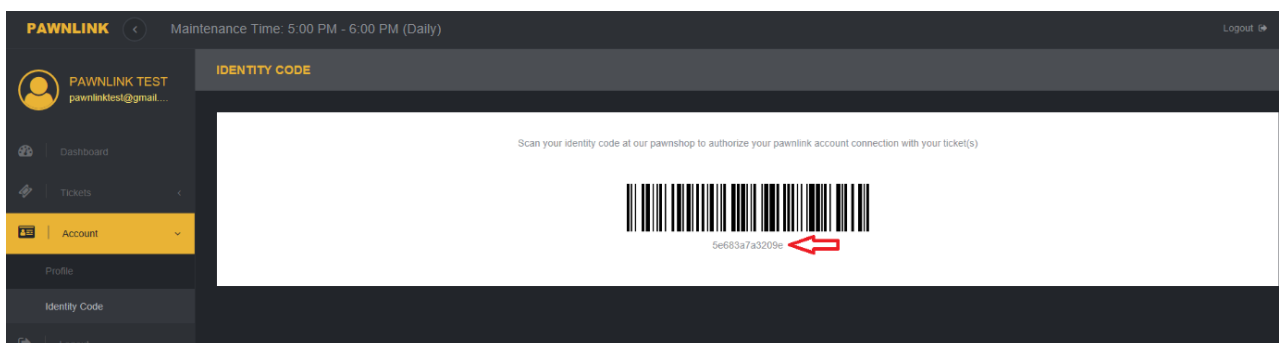 PAWNLINK
Maintenance Time: 5:00 PM - 6:00 PM (Daily)
Logout
PAWNLINK TEST
pawnlinktest@gmail....
IDENTITY CODE
Scan your identity code at our pawnshop to authorize your pawnlink account connection with your ticket(s)
5e683a7a3209e
Dashboard
Tickets
Account
Profile
Identity Code